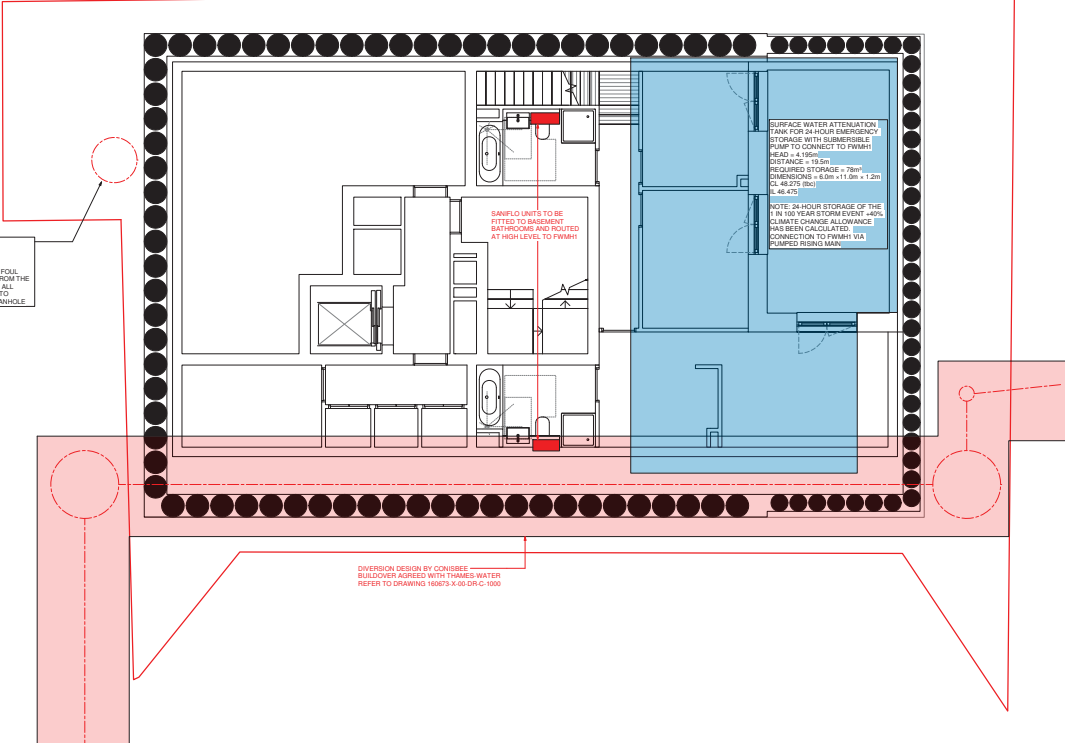 SURFACE WATER ATTENUATION
TANK FOR 24-HOUR EMERGENCY
STORAGE WITH SUBMERSIBLE
PUMP TO CONNECT TO FWMH1
HEAD = 4.195m
DISTANCE = 19.5m
REQUIRED STORAGE = 78m³
DIMENSIONS = 6.0m × 11.0m × 1.2m
CL 48.275 (tbc)
IL 46.475
NOTE: 24-HOUR STORAGE OF THE
1 IN 100 YEAR STORM EVENT +40%
CLIMATE CHANGE ALLOWANCE
HAS BEEN CALCULATED.
CONNECTION TO FWMH1 VIA
PUMPED RISING MAIN
SANIFLO UNITS TO BE
FITTED TO BASEMENT
BATHROOMS AND ROUTED
AT HIGH LEVEL TO FWMH1
FOUL
ROM THE
ALL
TO
ANHOLE
DIVERSION DESIGN BY CONISBEE
BUILDOVER AGREED WITH THAMES-WATER
REFER TO DRAWING 160673-X-00-DR-C-1000